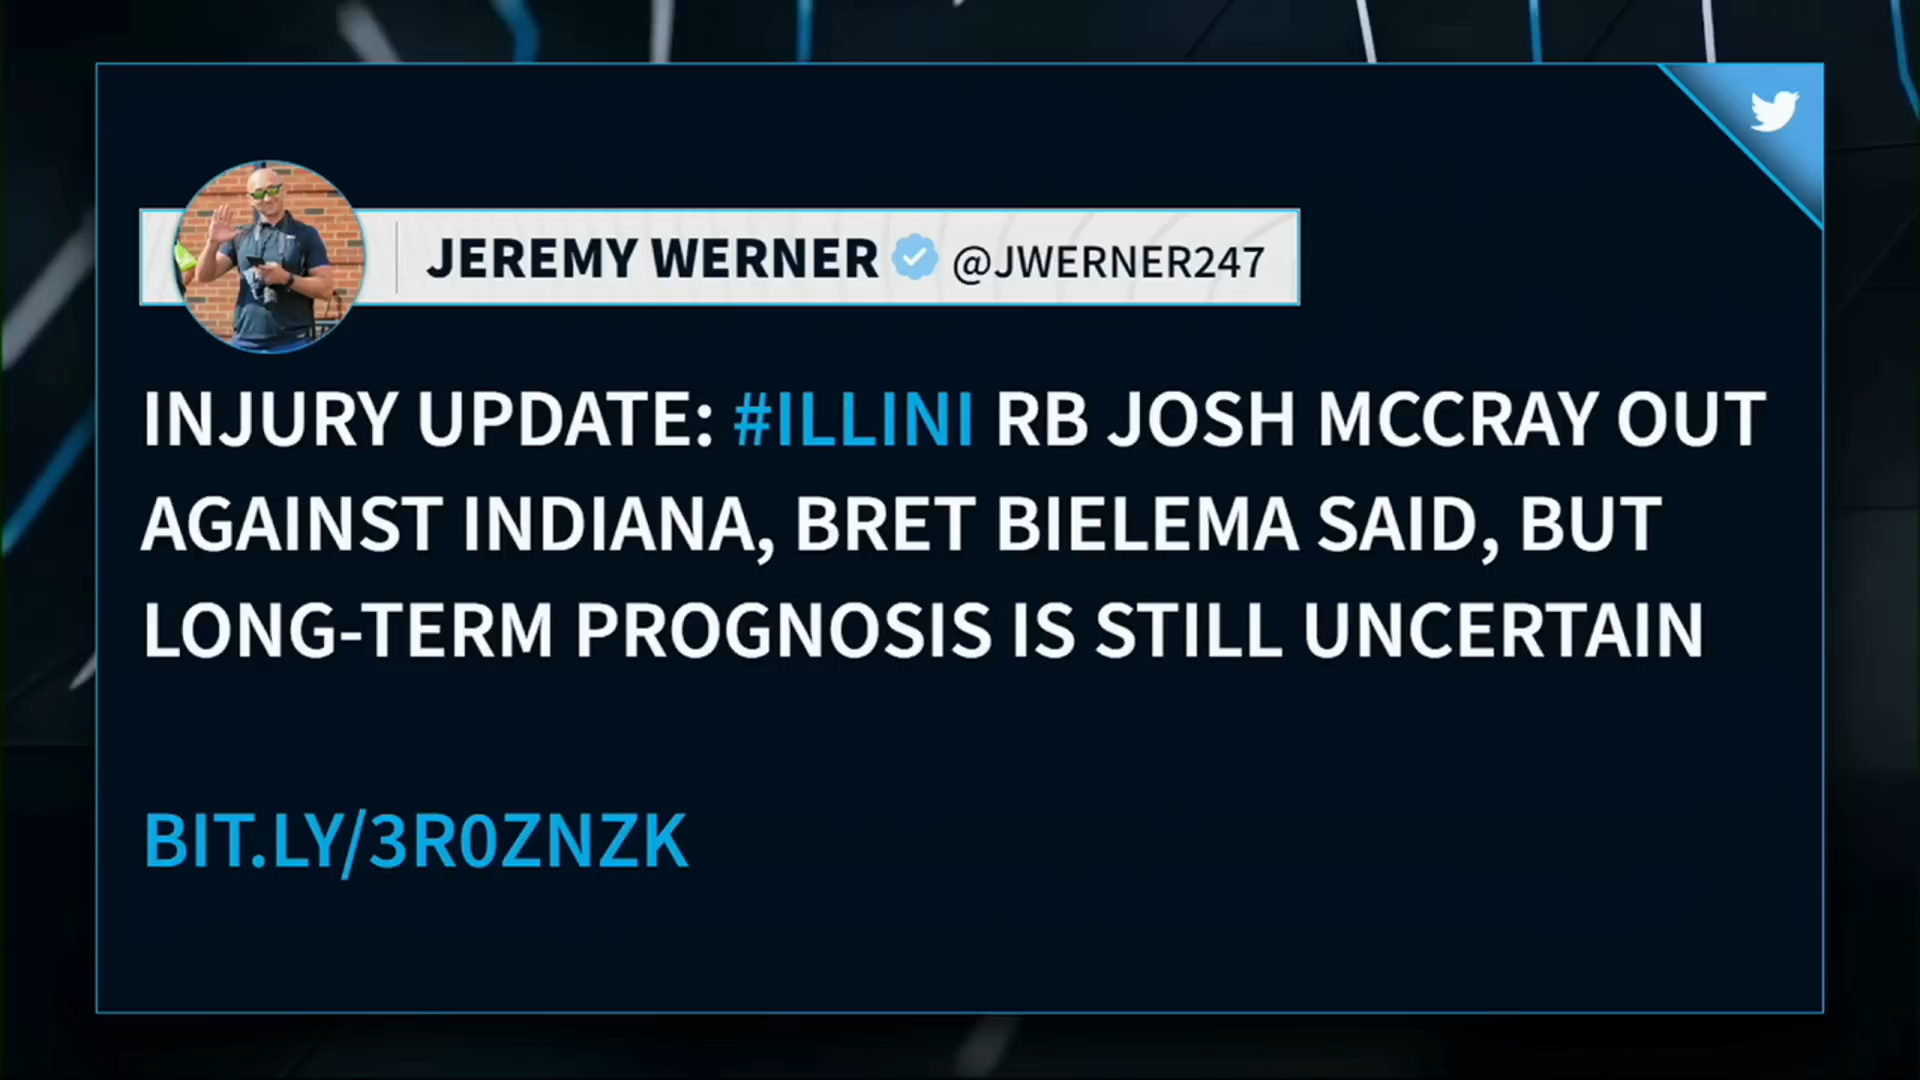 JEREMY WERNER @JWERNER247
INJURY UPDATE: #ILLINI RB JOSH MCCRAY OUT
AGAINST INDIANA, BRET BIELEMA SAID, BUT
LONG-TERM PROGNOSIS IS STILL UNCERTAIN
BIT.LY/3R0ZNZK